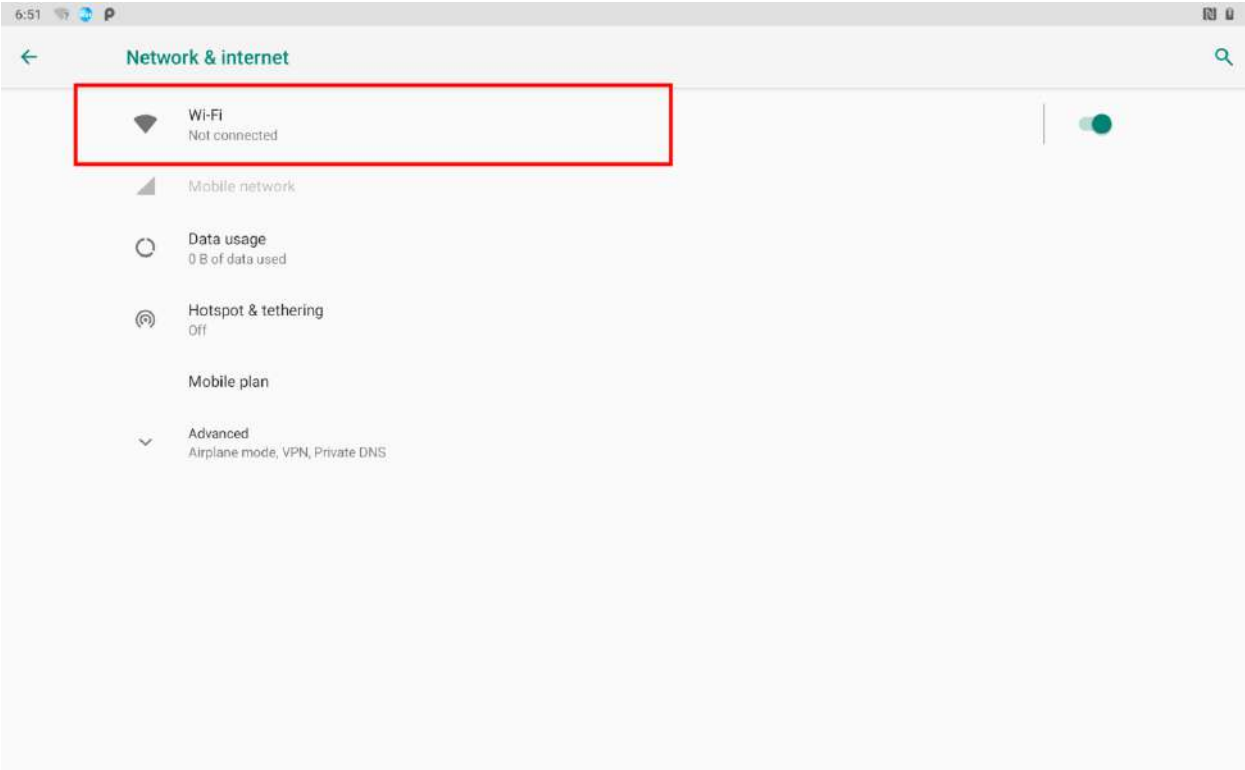 6:51
Network & internet
Wi-Fi
Not connected
Mobile network
Data usage
0 B of data used
Hotspot & tethering
Off
Mobile plan
Advanced
Airplane mode, VPN, Private DNS